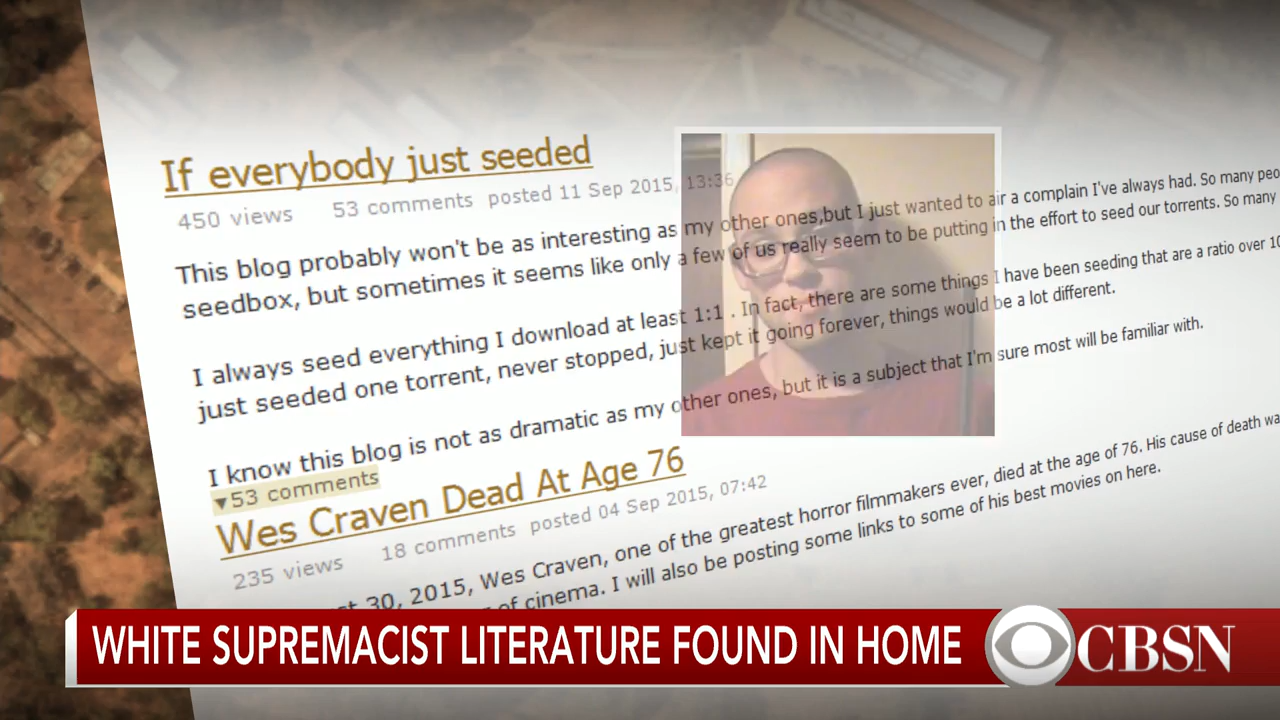 If everybody just seeded
450 views 53 comments posted 11 Sep 2015, 13:36
This blog probably won't be as interesting as my other ones,but I just wanted to air a complain I've always had. So many
seedbox, but sometimes it seems like only a few of us really seem to be putting in the effort to seed our torrents. So many
I always seed everything I download at least 1:1 . In fact, there are some things I have been seeding that are a ratio over
just seeded one torrent, never stopped, just kept it going forever, things would be a lot different.
I know this blog is not as dramatic as my other ones, but it is a subject that I'm sure most will be familiar with.
▼53 comments
Wes Craven Dead At Age 76
235 views 18 comments posted 04 Sep 2015, 07:42
30, 2015, Wes Craven, one of the greatest horror filmmakers ever, died at the age of 76. His cause of death
of cinema. I will also be posting some links to some of his best movies on here.
WHITE SUPREMACIST LITERATURE FOUND IN HOME
CBSN